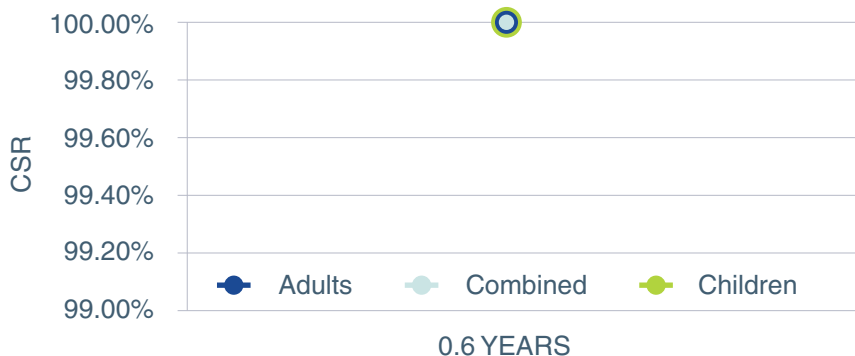 100.00%
99.80%
99.60%
99.40%
99.20%
99.00%
CSR
Adults
Combined
Children
0.6 YEARS